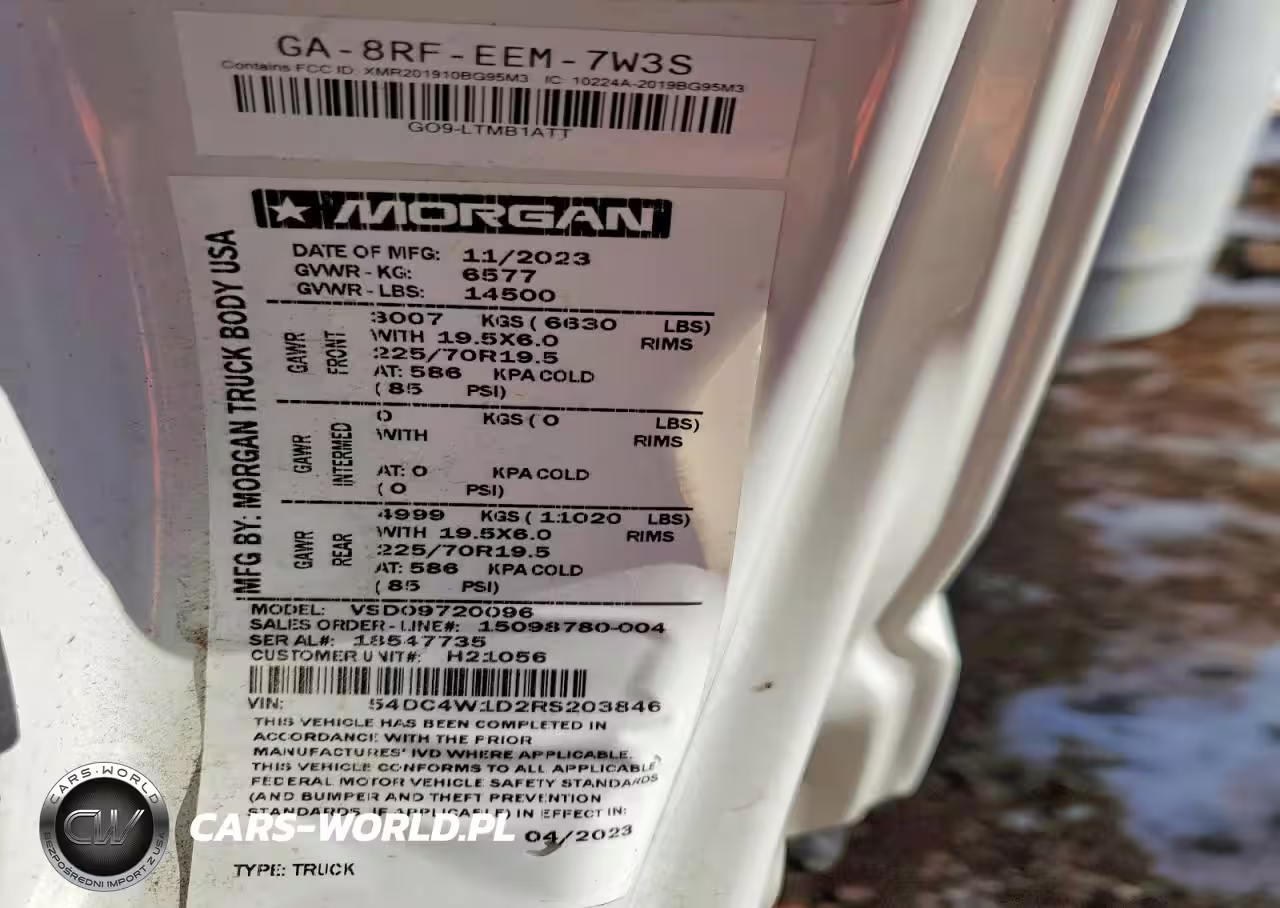 GA-8RF-EEM-7W3S
Contains FCC ID: XMR201910BG95M3 IC: 10224A-2019BG95M3
GO9-LTMB1ATT
MORGAN
MFG BY: MORGAN TRUCK BODY USA
DATE OF MFG: 11/2023
GVWR-KG: 6577
GVWR-LBS: 14500
GAWR FRONT
3007 KGS ( 6630 LBS)
WITH 19.5X6.0 RIMS
225/70R19.5
AT: 586 KPA COLD
( 85 PSI)
GAWR INTERMED
0 KGS ( 0 LBS)
WITH RIMS
AT: 0 KPA COLD
( 0 PSI)
GAWR REAR
4999 KGS ( 11020 LBS)
WITH 19.5X6.0 RIMS
225/70R19.5
AT: 586 KPA COLD
( 85 PSI)
MODEL: VSD09720096
SALES ORDER-LINE#: 15098780-004
SERIAL#: 18547735
CUSTOMER UNIT#: H21056
VIN: 54DC4W1D2RS203846
THIS VEHICLE HAS BEEN COMPLETED IN
ACCORDANCE WITH THE PRIOR
MANUFACTURES' IVD WHERE APPLICABLE.
THIS VEHICLE CONFORMS TO ALL APPLICABLE
FEDERAL MOTOR VEHICLE SAFETY STANDARDS
(AND BUMPER AND THEFT PREVENTION
STANDARDS, IF APPLICABLE) IN EFFECT IN:
04/2023
TYPE: TRUCK
CARS-WORLD
CW
BEZPOŚREDNI IMPORT Z USA
CARS-WORLD.PL